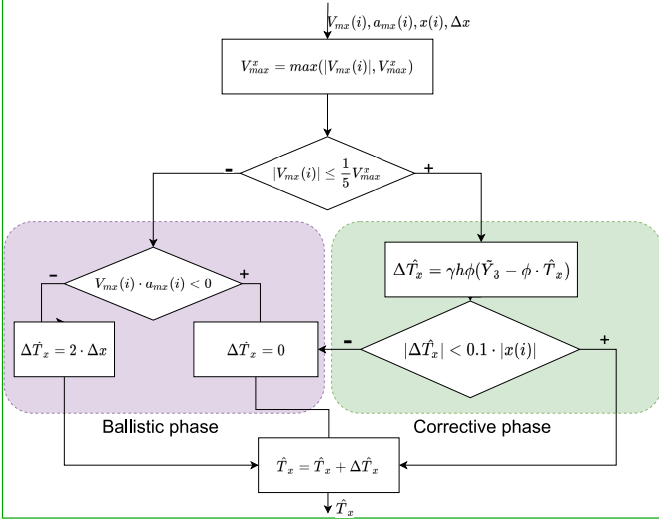 V_{mx}(i), a_{mx}(i), x(i), Δx
V^x_{max} = max(|V_{mx}(i)|, V^x_{max})
|V_{mx}(i)| ≤ \frac{1}{5} V^x_{max}
-
+
V_{mx}(i) · a_{mx}(i) < 0
-
+
ΔT̂_x = γhϕ(Ỹ_3 − ϕ · T̂_x)
ΔT̂_x = 2 · Δx
ΔT̂_x = 0
-
|ΔT̂_x| < 0.1 · |x(i)|
+
Ballistic phase
Corrective phase
T̂_x = T̂_x + ΔT̂_x
T̂_x